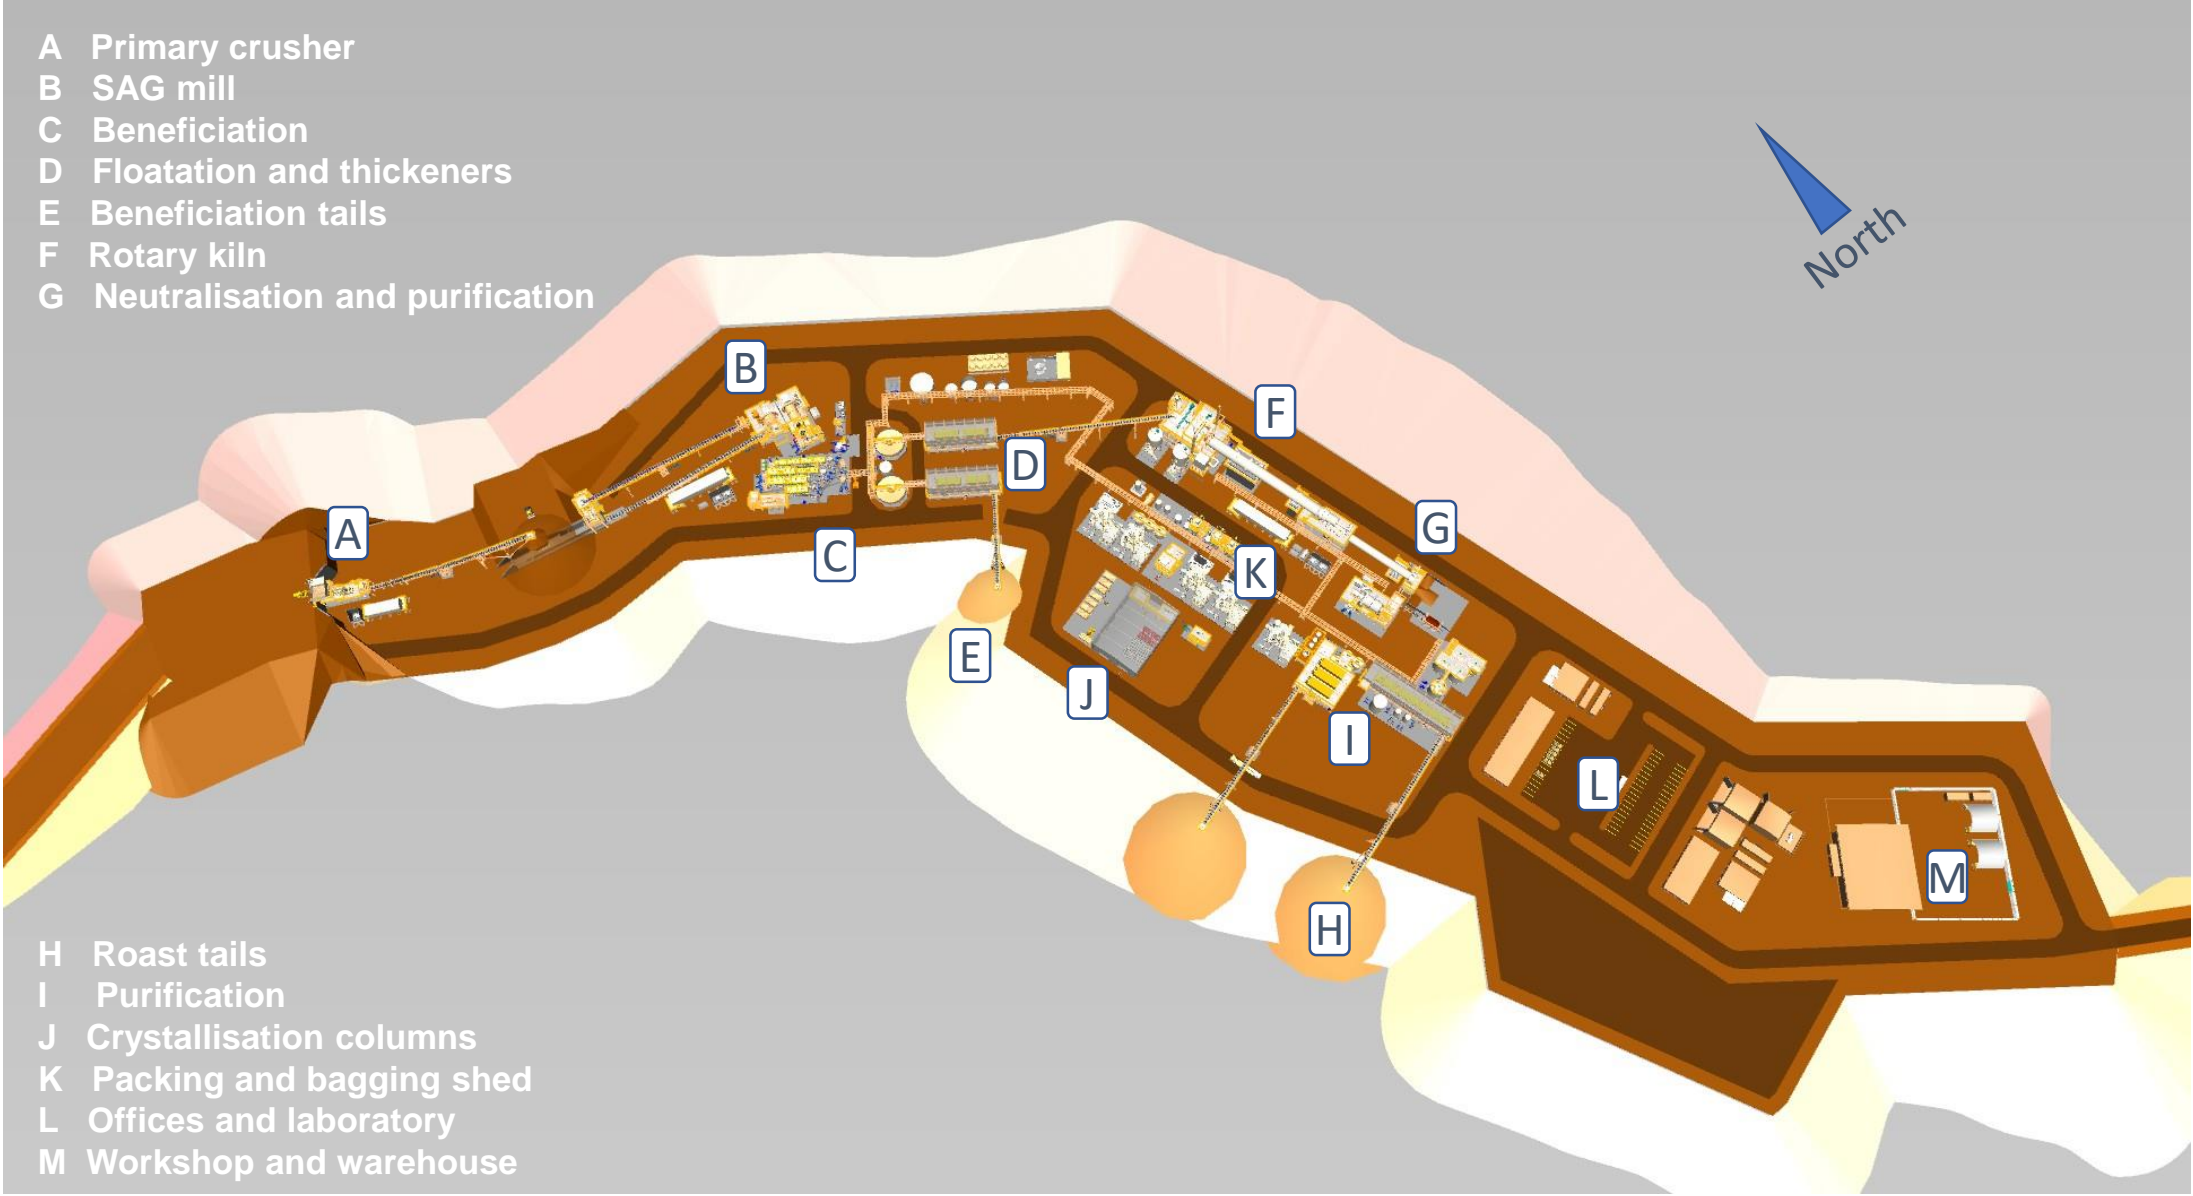 A Primary crusher
B SAG mill
C Beneficiation
D Floatation and thickeners
E Beneficiation tails
F Rotary kiln
G Neutralisation and purification
North
B
F
A
D
G
C
K
E
J
I
L
M
H
H Roast tails
I Purification
J Crystallisation columns
K Packing and bagging shed
L Offices and laboratory
M Workshop and warehouse